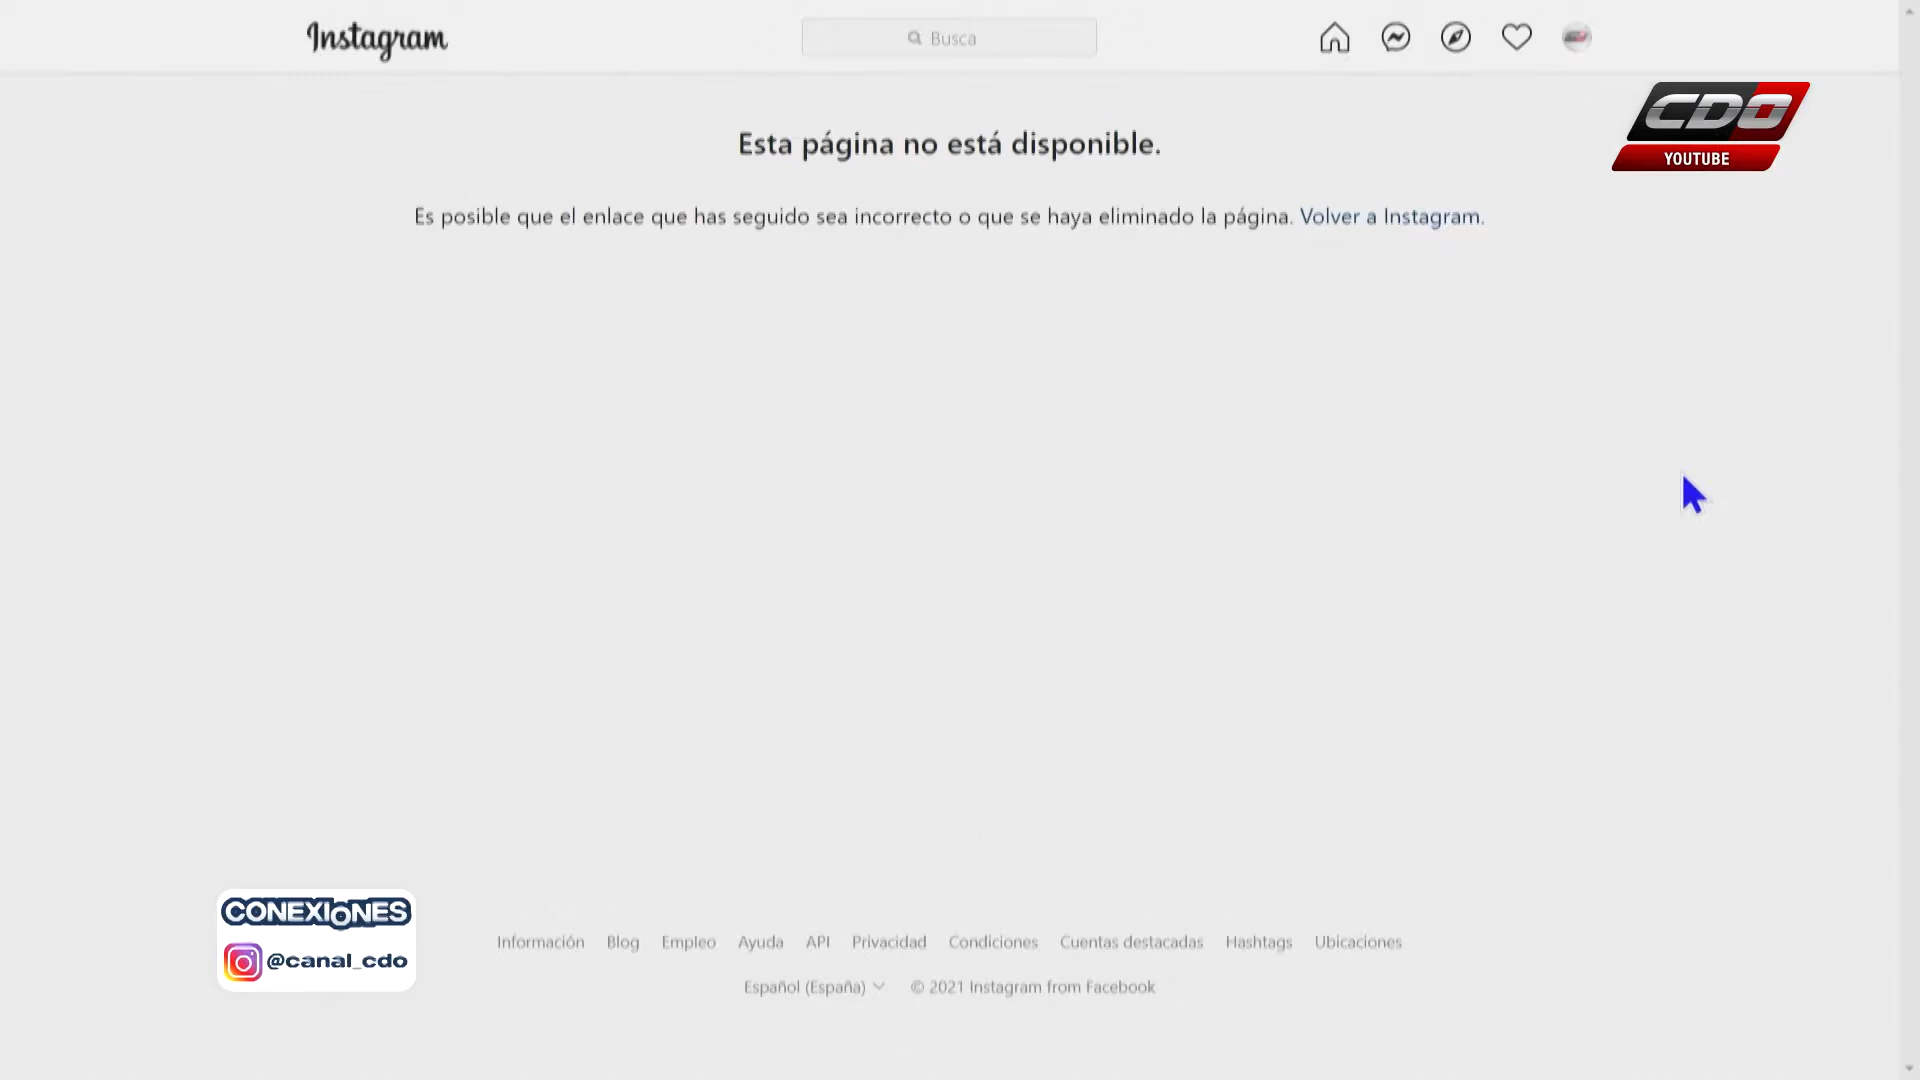 Instagram
Busca
CDO
YOUTUBE
Esta página no está disponible.
Es posible que el enlace que has seguido sea incorrecto o que se haya eliminado la página. Volver a Instagram.
CONEXIONES
@canal_cdo
Información Blog Empleo Ayuda API Privacidad Condiciones Cuentas destacadas Hashtags Ubicaciones
Español (España) © 2021 Instagram from Facebook